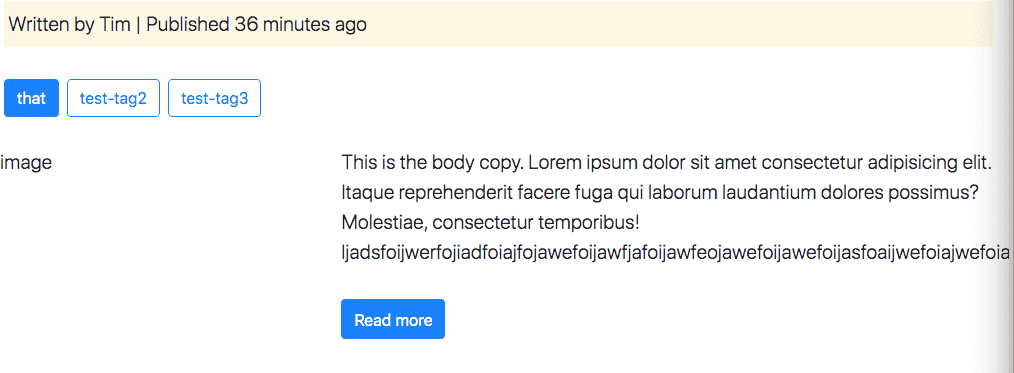 Written by Tim | Published 36 minutes ago
that test-tag2 test-tag3
image
This is the body copy. Lorem ipsum dolor sit amet consectetur adipisicing elit.
Itaque reprehenderit facere fuga qui laborum laudantium dolores possimus?
Molestiae, consectetur temporibus!
ljadsfoijwerfojiadfoiajfojawefoijawfjafoijawfeojawefoijawefoijasfoaijwefoiajwefoia
Read more